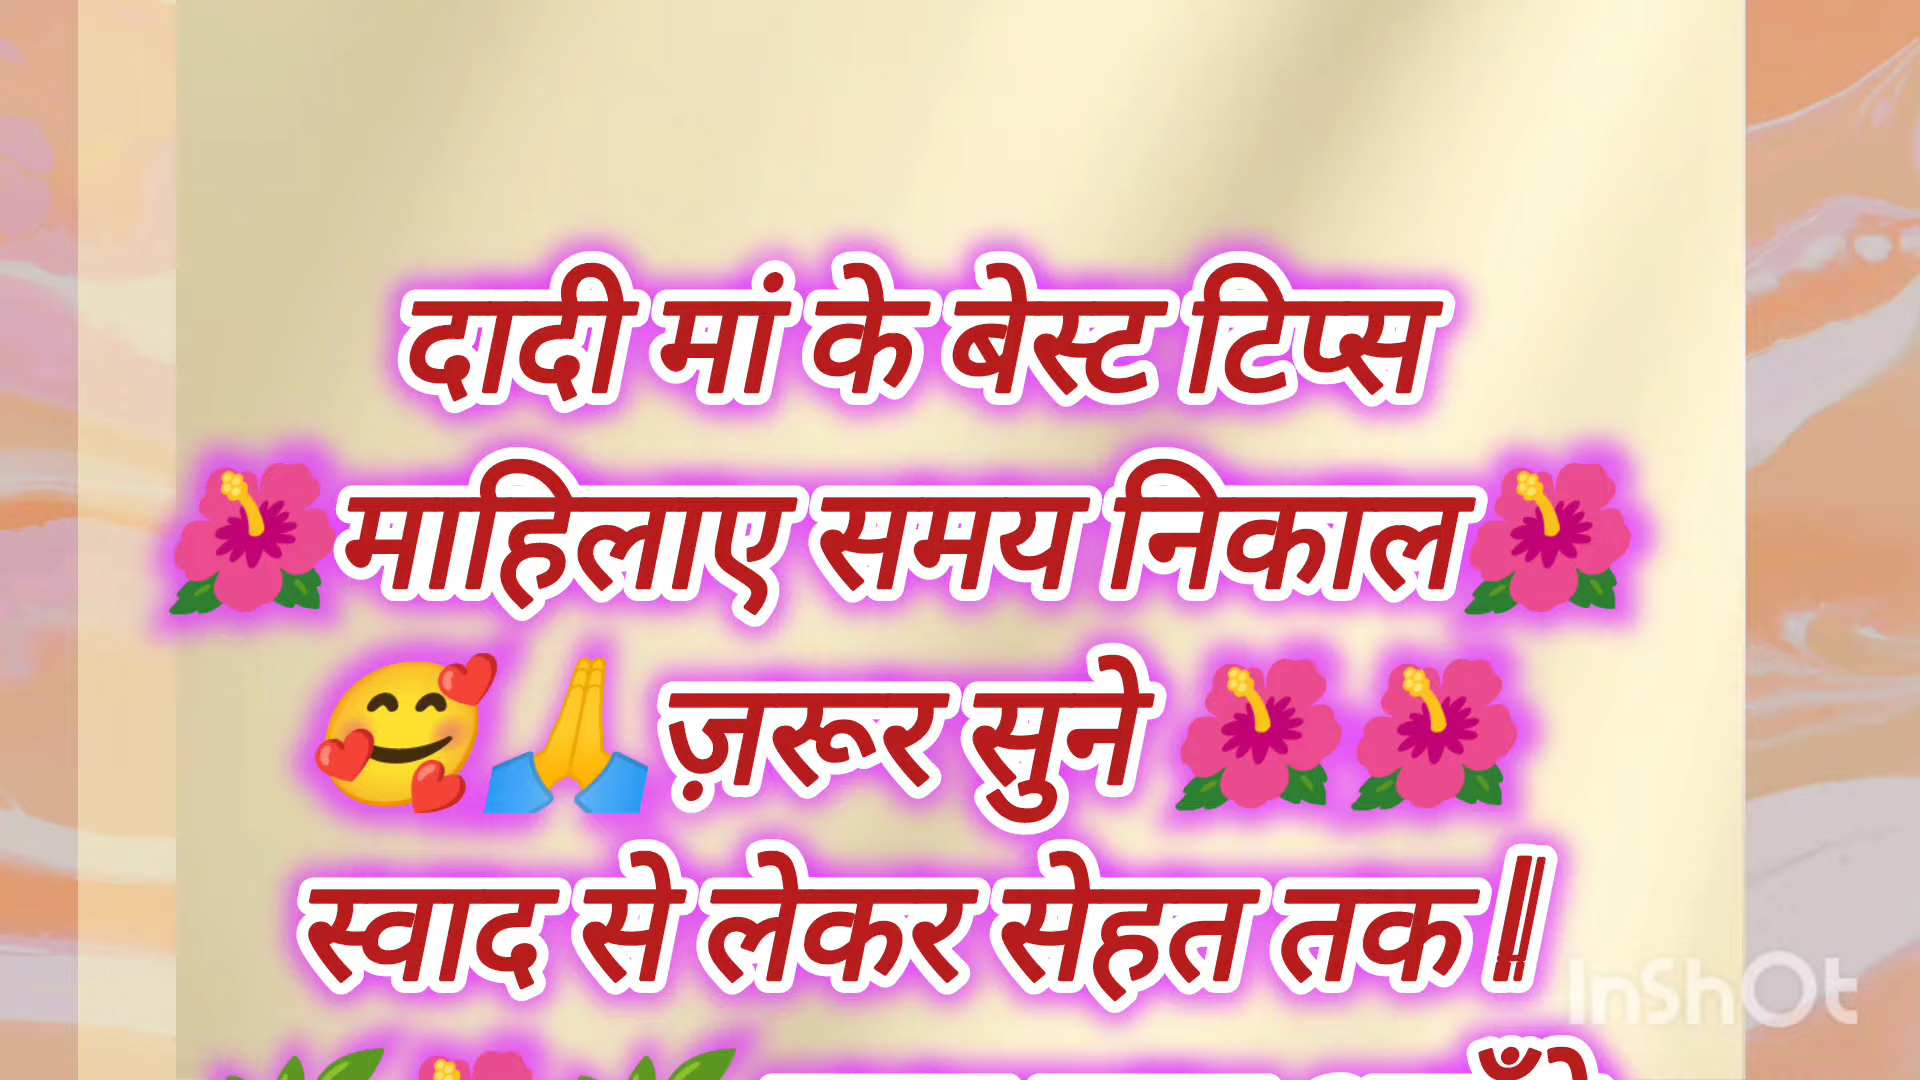 दादी मां के बेस्ट टिप्स
🌺माहिलाए समय निकाल🌺
🥰🙏ज़रूर सुने 🌺🌺
स्वाद से लेकर सेहत तक‼
InShOt